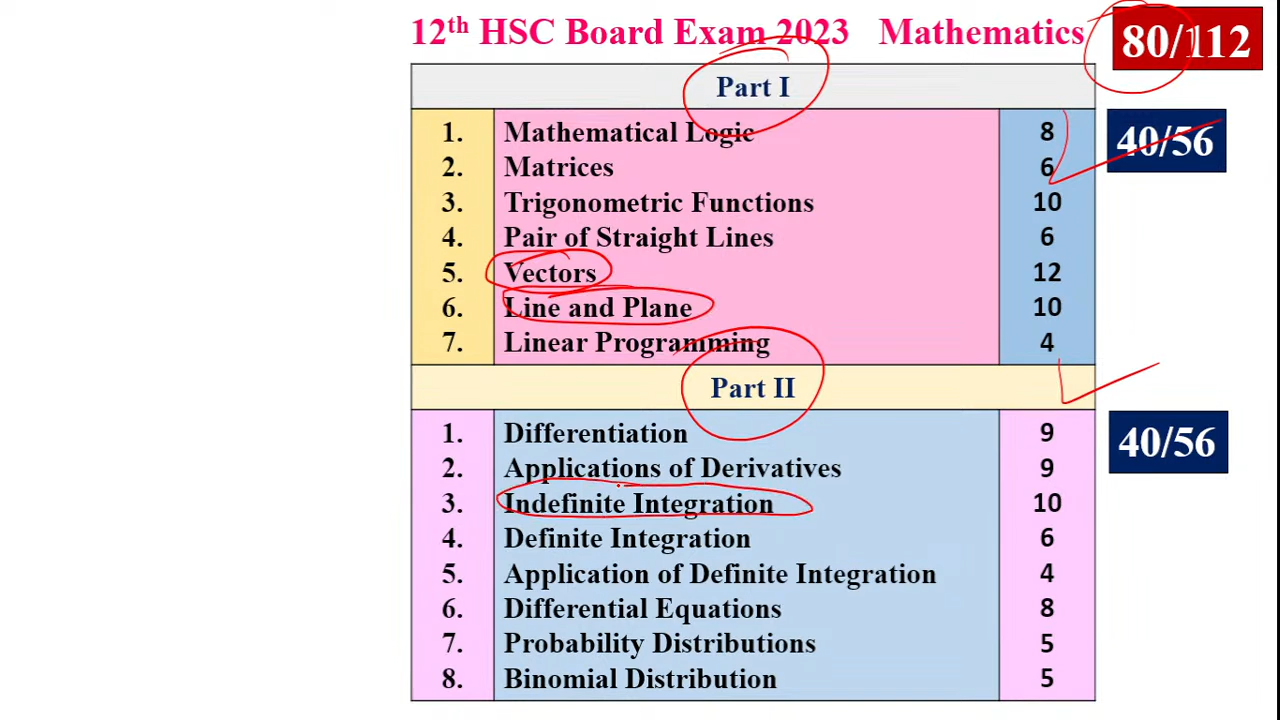 12th HSC Board Exam 2023 Mathematics 80/112
Part I
1. Mathematical Logic 8
40/56
2. Matrices 6
3. Trigonometric Functions 10
4. Pair of Straight Lines 6
5. Vectors 12
6. Line and Plane 10
7. Linear Programming 4
Part II
1. Differentiation 9
40/56
2. Applications of Derivatives 9
3. Indefinite Integration 10
4. Definite Integration 6
5. Application of Definite Integration 4
6. Differential Equations 8
7. Probability Distributions 5
8. Binomial Distribution 5